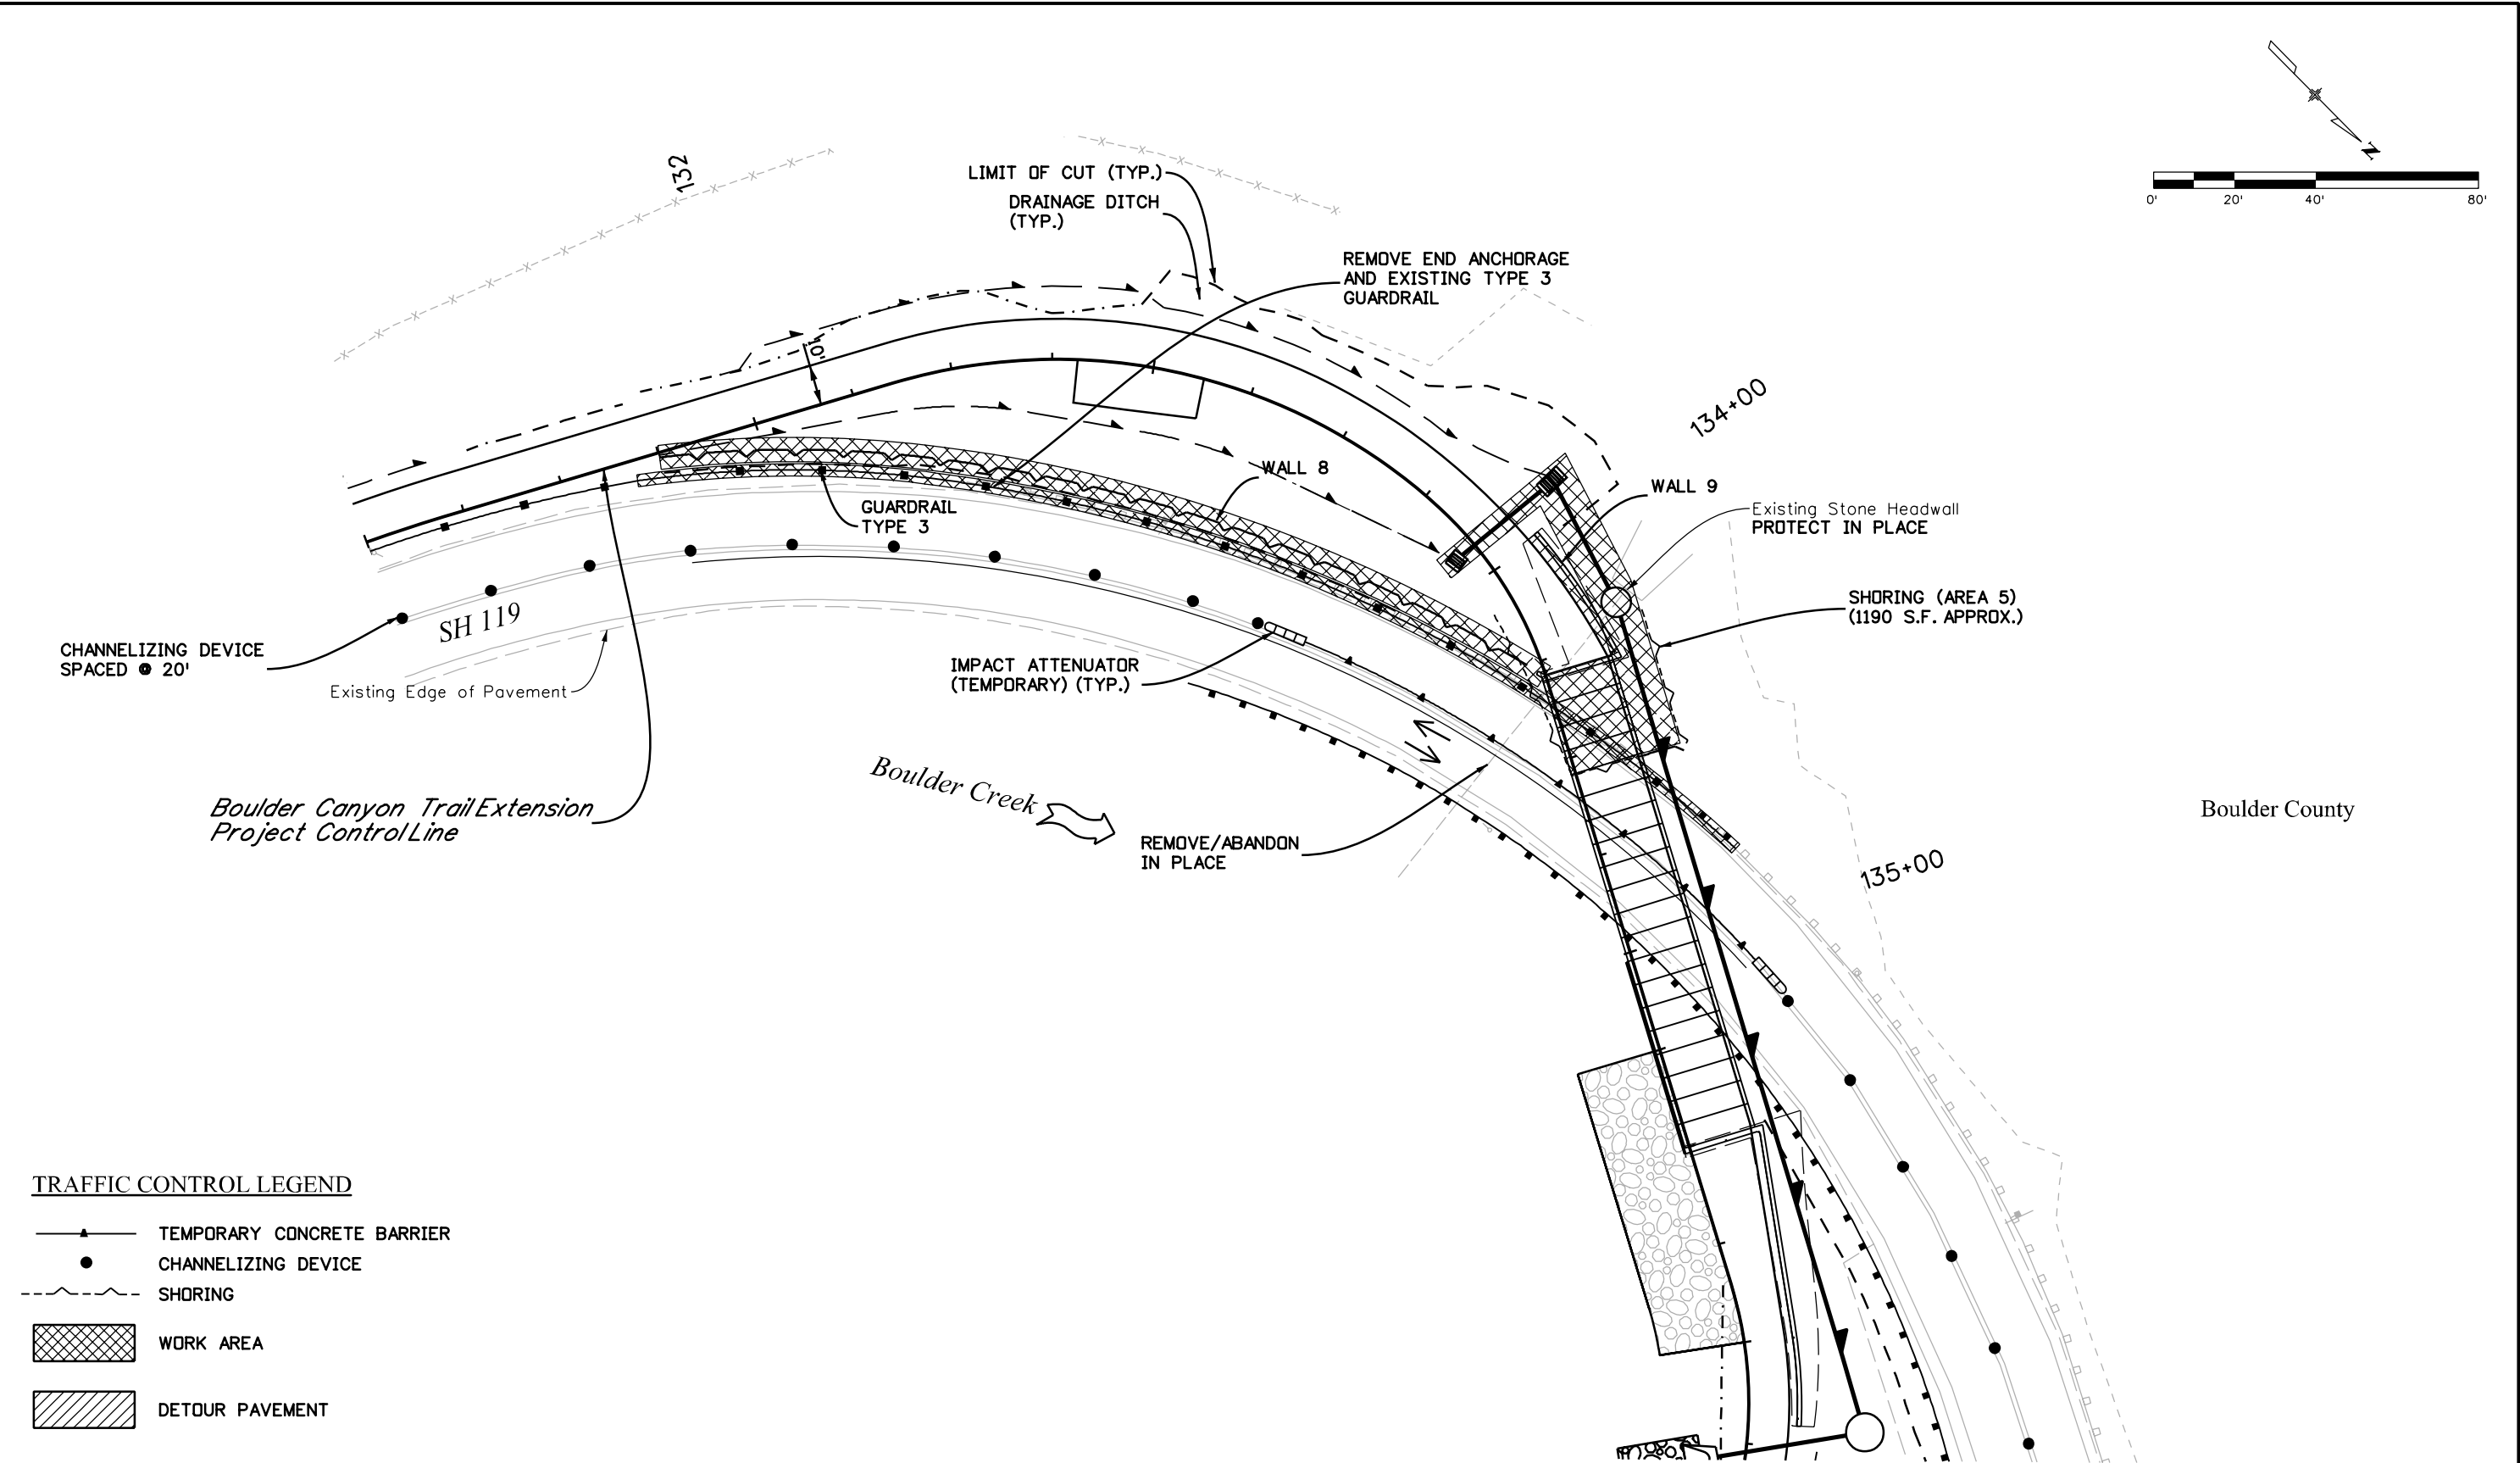 N
0' 20' 40' 80'
132
LIMIT OF CUT (TYP.)
DRAINAGE DITCH
(TYP.)
REMOVE END ANCHORAGE
AND EXISTING TYPE 3
GUARDRAIL
10'
134+00
WALL 8
WALL 9
GUARDRAIL
TYPE 3
Existing Stone Headwall
PROTECT IN PLACE
SHORING (AREA 5)
(1190 S.F. APPROX.)
SH 119
CHANNELIZING DEVICE
SPACED @ 20'
Existing Edge of Pavement
IMPACT ATTENUATOR
(TEMPORARY) (TYP.)
Boulder Creek
Boulder Canyon Trail Extension
Project Control Line
REMOVE/ABANDON
IN PLACE
Boulder County
135+00
TRAFFIC CONTROL LEGEND
TEMPORARY CONCRETE BARRIER
CHANNELIZING DEVICE
SHORING
WORK AREA
DETOUR PAVEMENT